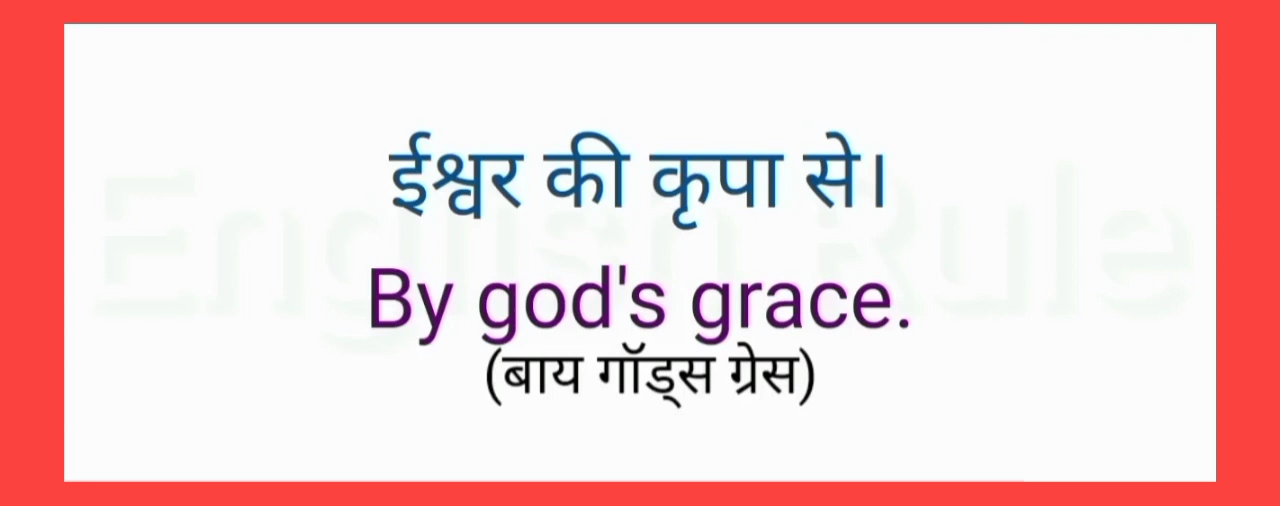 ईश्वर की कृपा से।
By god's grace.
(बाय गॉड्स ग्रेस)
English Rule